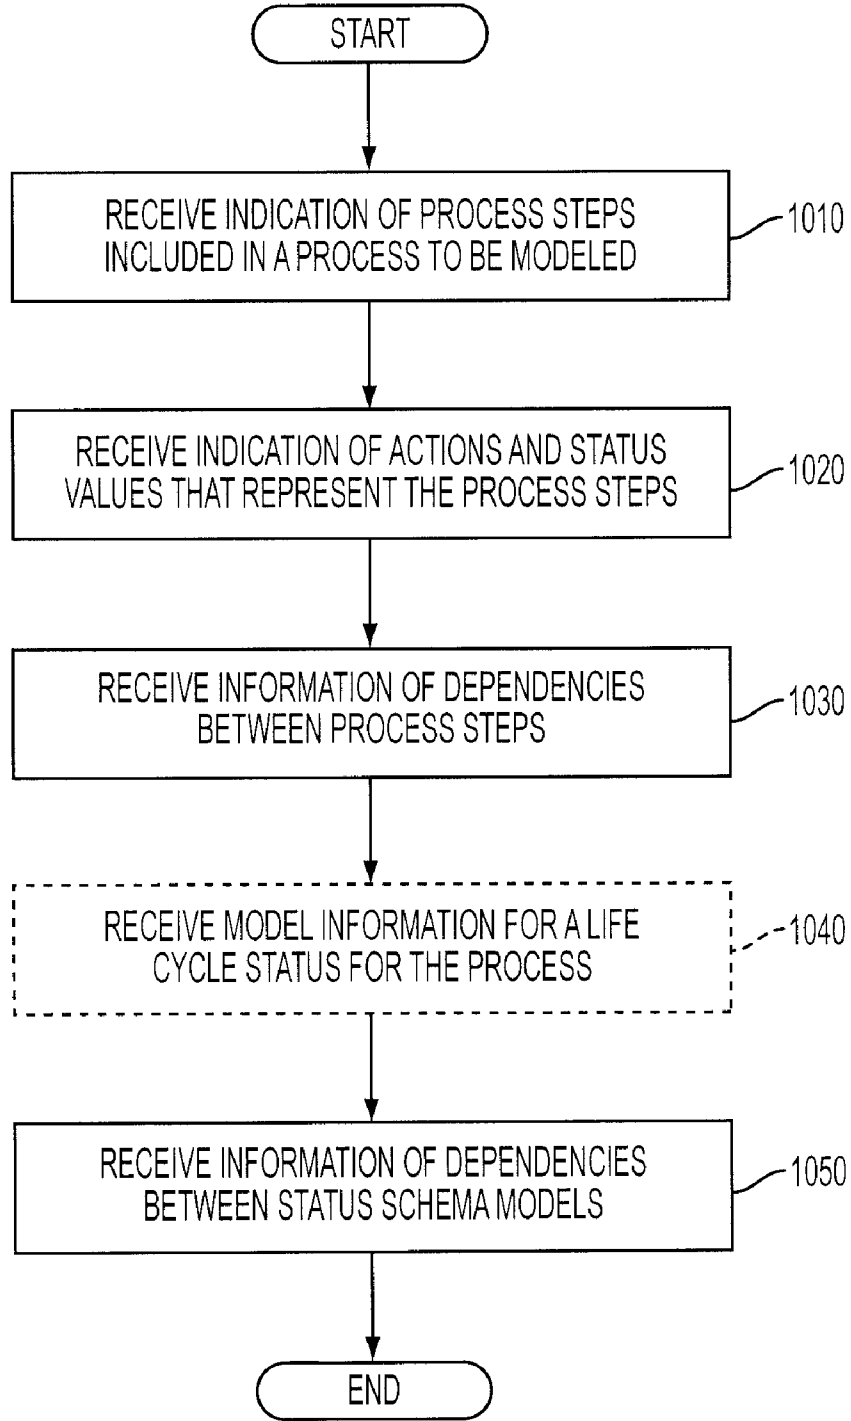 START
RECEIVE INDICATION OF PROCESS STEPS
INCLUDED IN A PROCESS TO BE MODELED
1010
RECEIVE INDICATION OF ACTIONS AND STATUS
VALUES THAT REPRESENT THE PROCESS STEPS
1020
RECEIVE INFORMATION OF DEPENDENCIES
BETWEEN PROCESS STEPS
1030
RECEIVE MODEL INFORMATION FOR A LIFE
CYCLE STATUS FOR THE PROCESS
1040
RECEIVE INFORMATION OF DEPENDENCIES
BETWEEN STATUS SCHEMA MODELS
1050
END